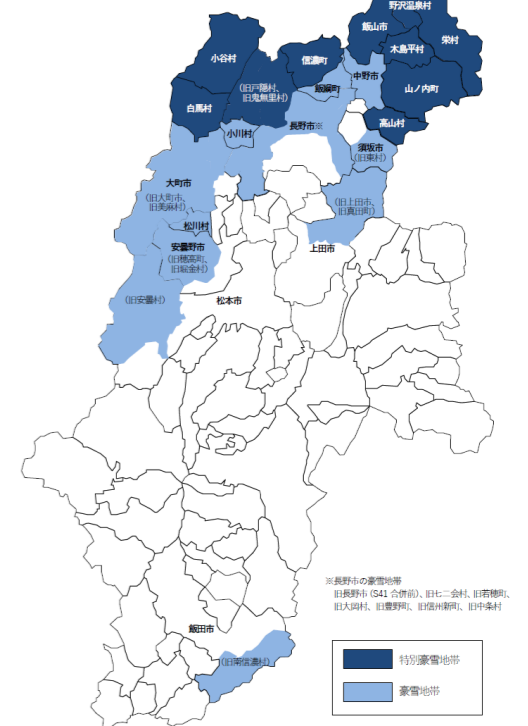 野沢温泉村
飯山市
栄村
小谷村
木島平村
信濃町
中野市
(旧戸隠村、
旧鬼無里村)
飯綱町
山ノ内町
白馬村
長野市※
高山村
小川村
須坂市
(旧東村)
大町市
(旧大町市、
旧美麻村)
(旧上田市、
旧真田町)
松川村
安曇野市
上田市
(旧穂高町、
旧堀金村)
(旧安曇村)
松本市
※長野市の豪雪地帯
旧長野市(S41 合併前)、旧七二会村、旧若穂町、
旧大岡村、旧豊野町、旧信州新町、旧中条村
飯田市
(旧南信濃村)
特別豪雪地帯
豪雪地帯